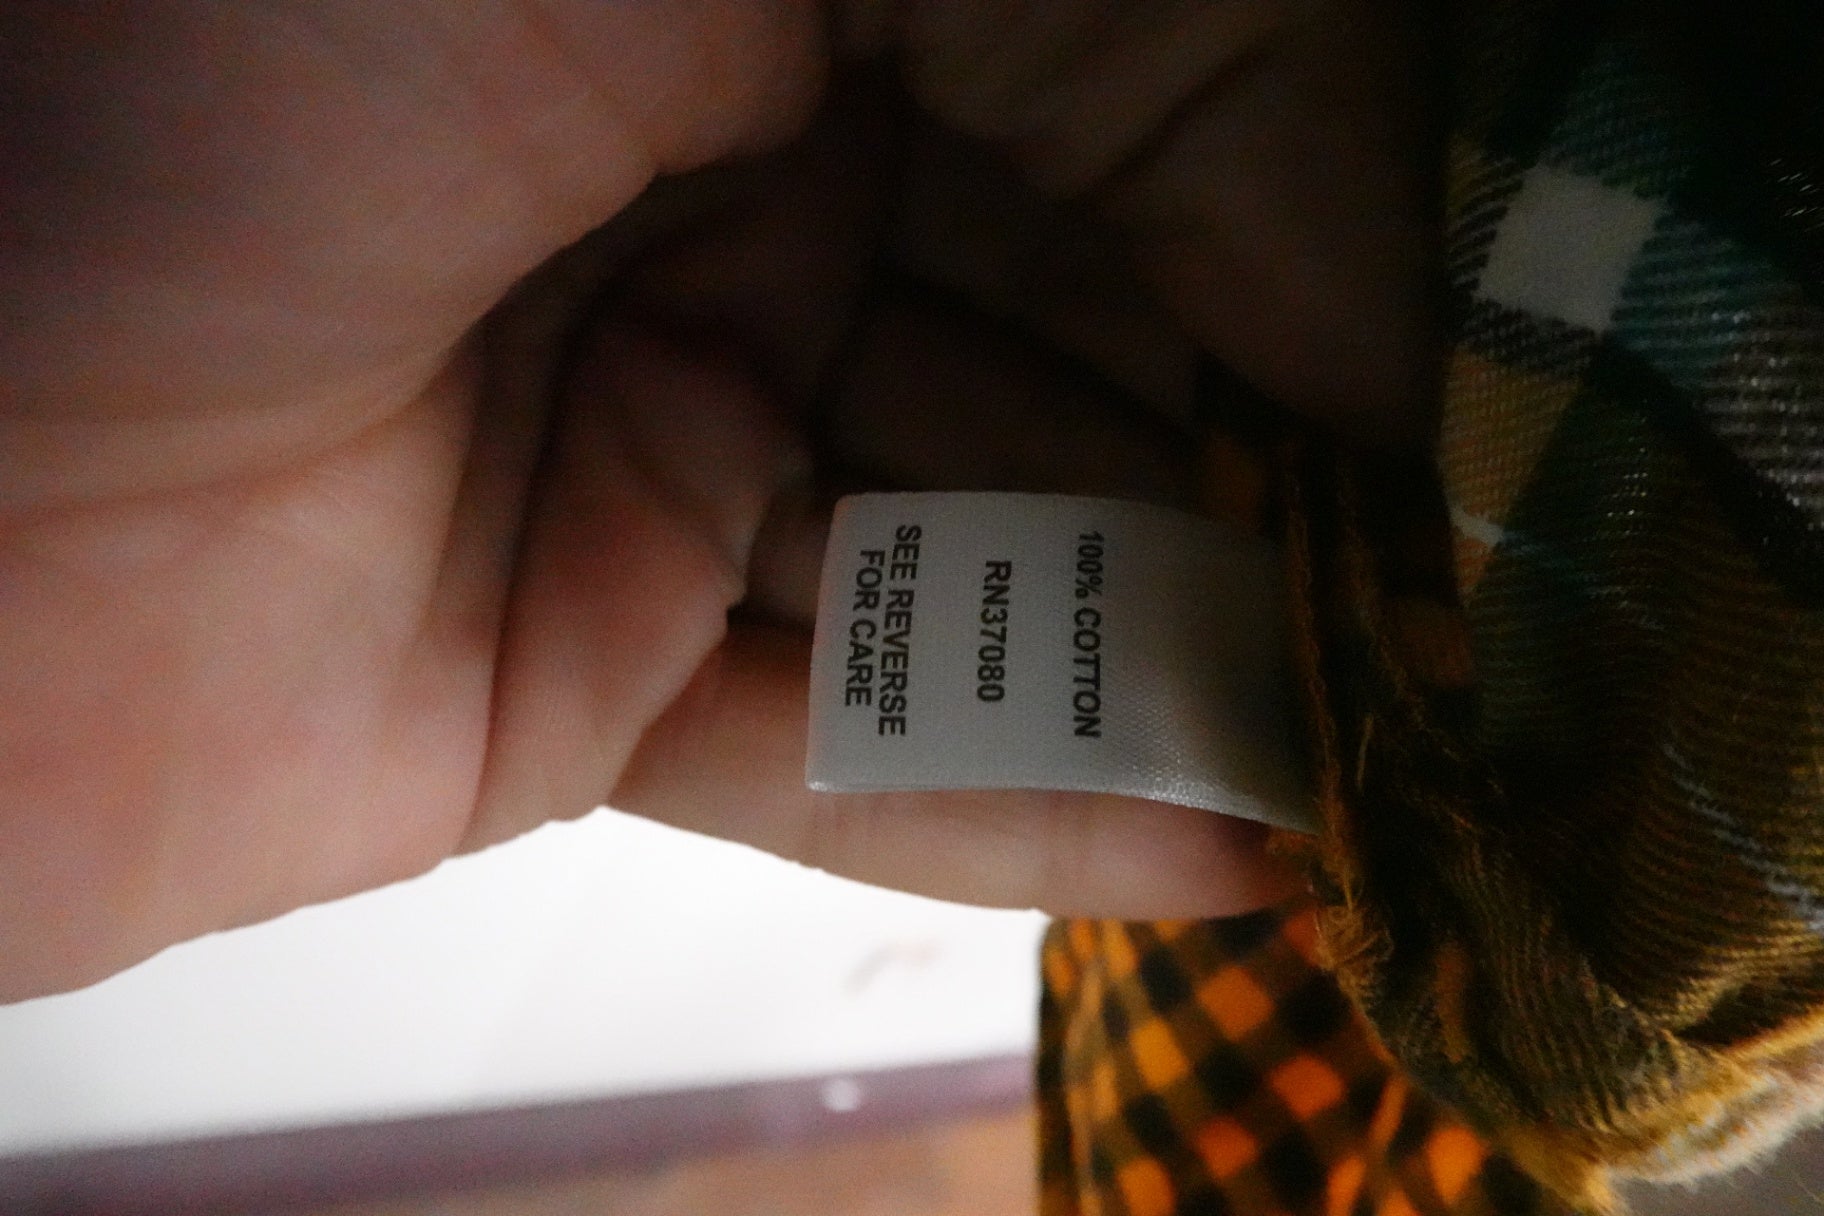 100% COTTON
RN37080
SEE REVERSE
FOR CARE